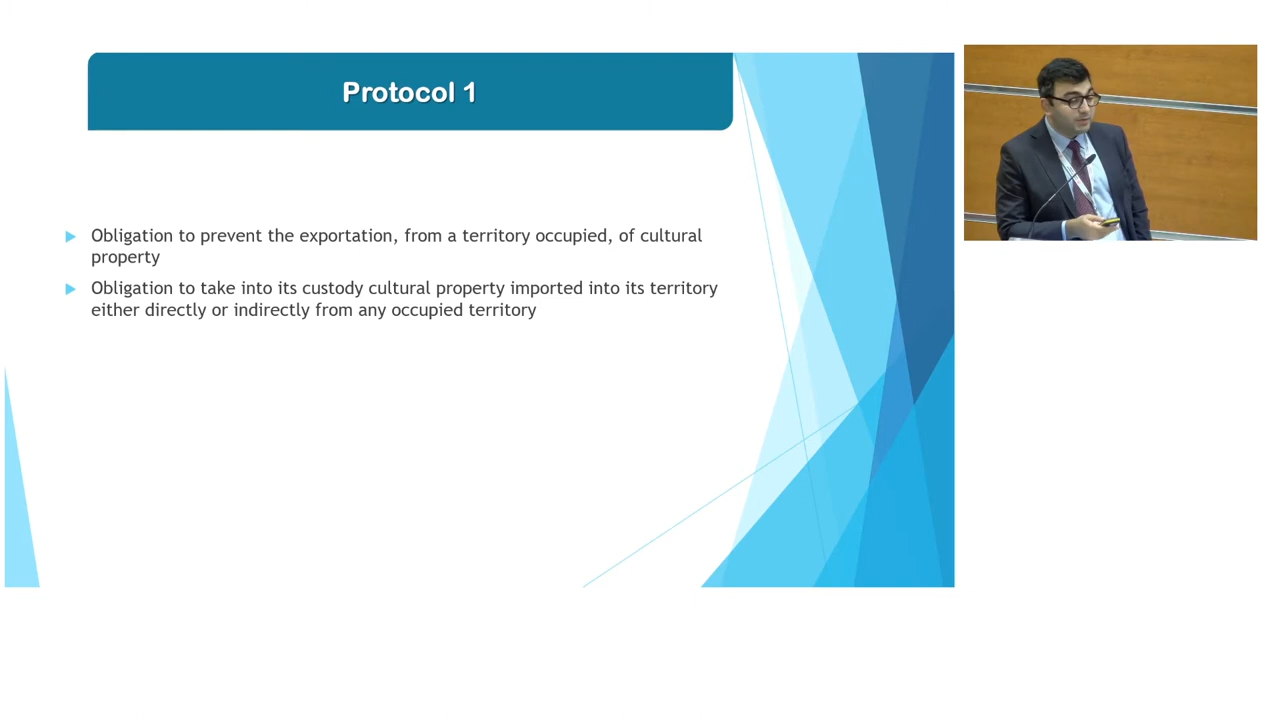 Protocol 1
Obligation to prevent the exportation, from a territory occupied, of cultural
property
Obligation to take into its custody cultural property imported into its territory
either directly or indirectly from any occupied territory